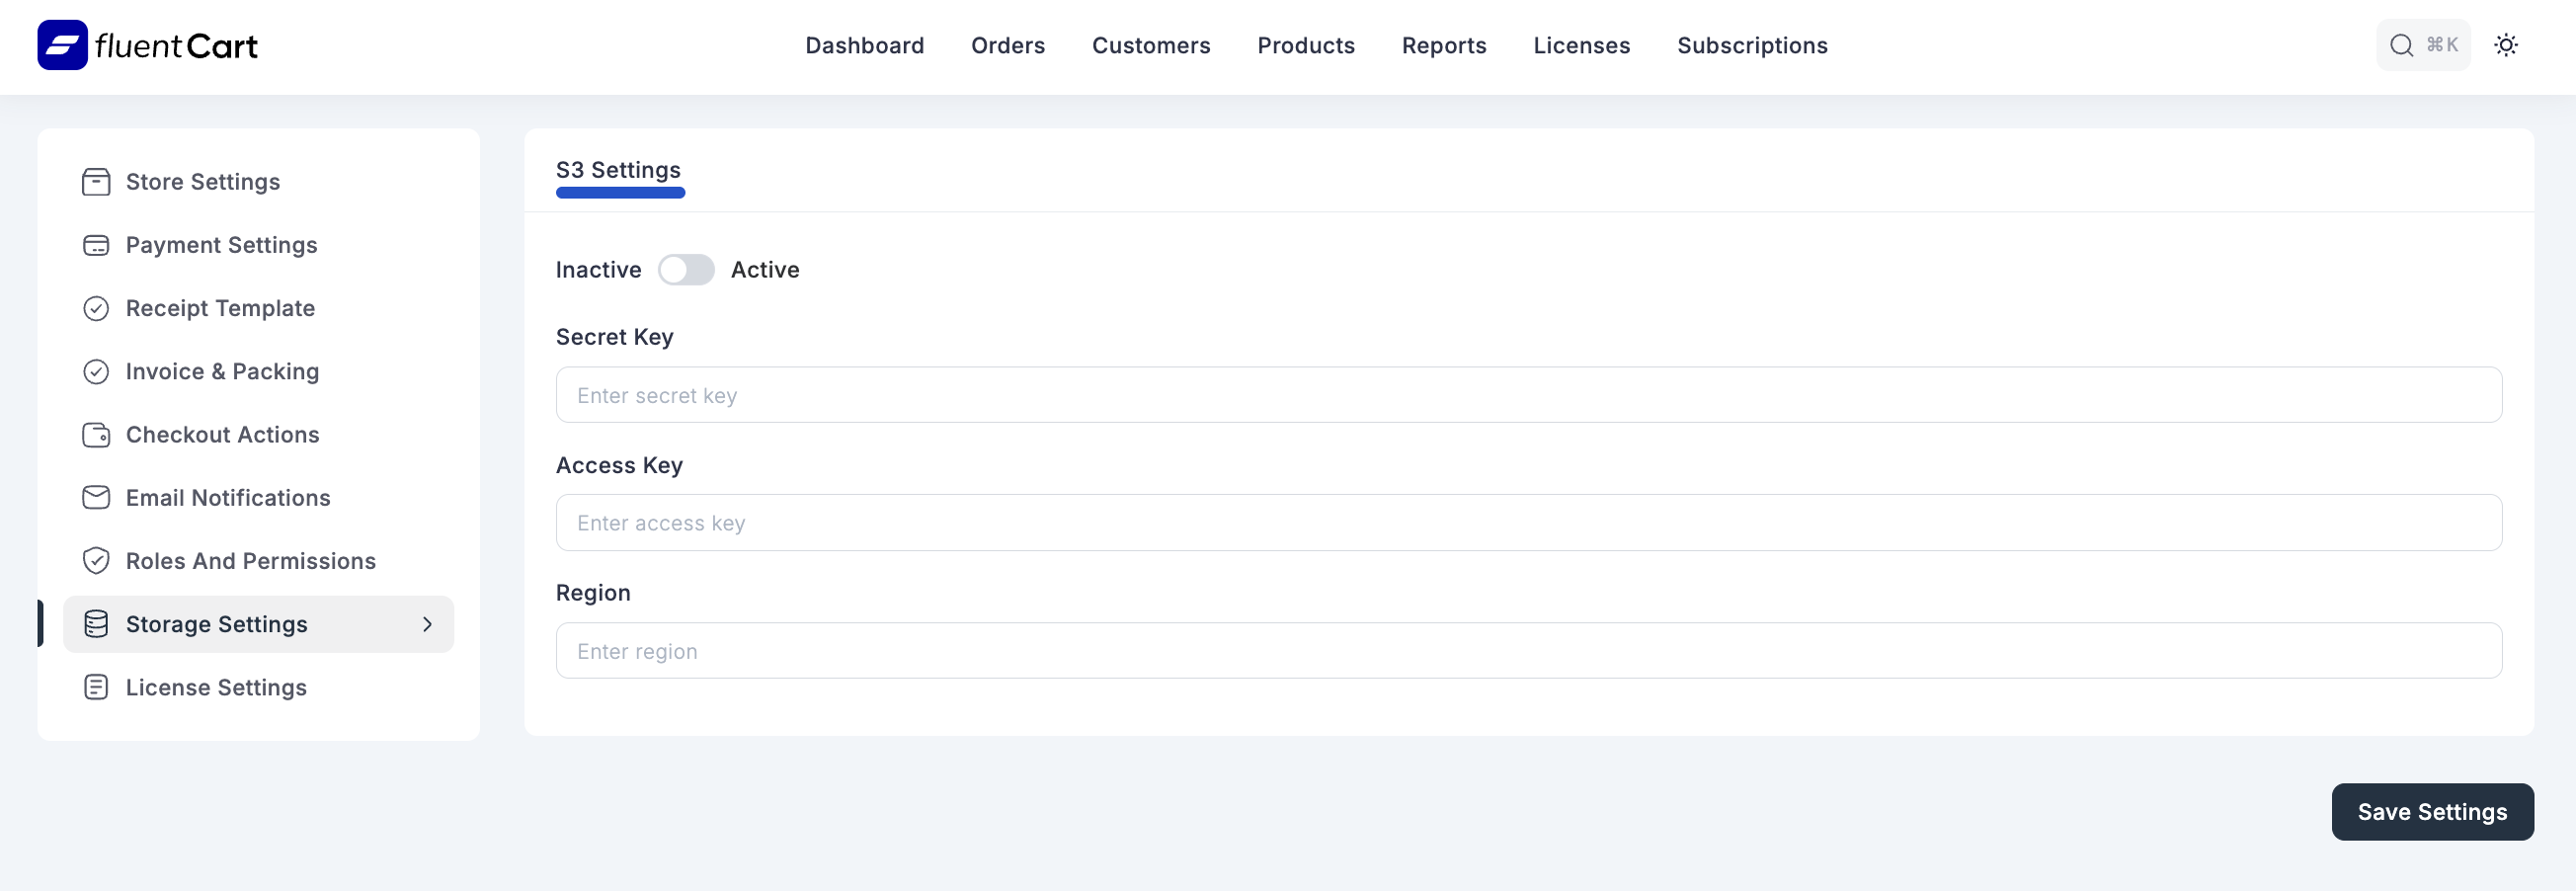 fluentCart
Dashboard
Orders
Customers
Products
Reports
Licenses
Subscriptions
⌘K
Store Settings
Payment Settings
Receipt Template
Invoice & Packing
Checkout Actions
Email Notifications
Roles And Permissions
Storage Settings
License Settings
S3 Settings
Inactive
Active
Secret Key
Enter secret key
Access Key
Enter access key
Region
Enter region
Save Settings